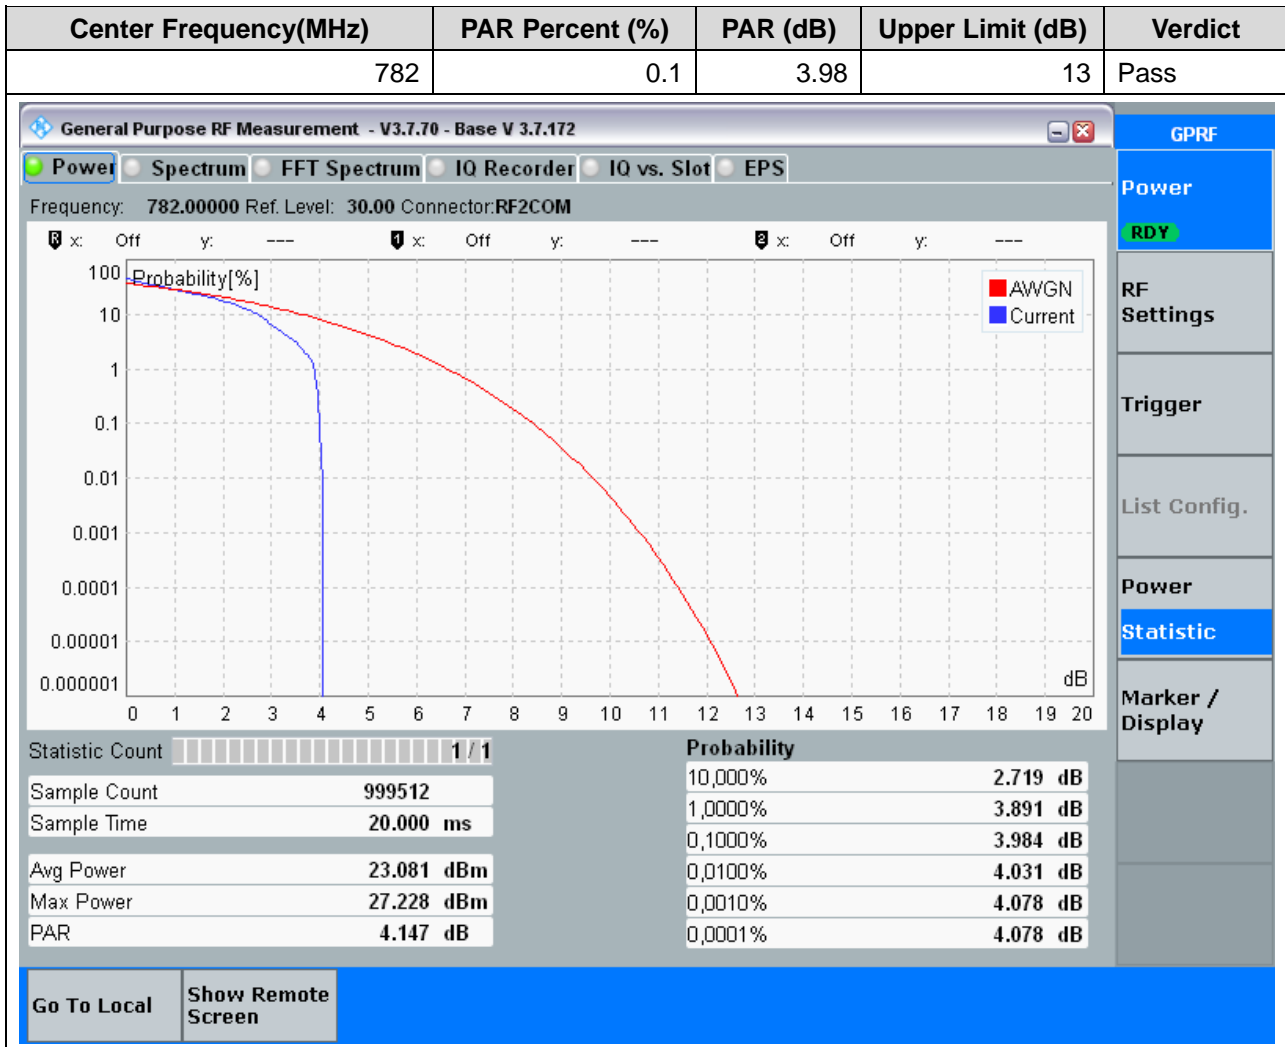 Center Frequency(MHz) PAR Percent (%) PAR (dB) Upper Limit (dB) Verdict
782 0.1 3.98 13 Pass
General Purpose RF Measurement - V3.7.70 - Base V 3.7.172
GPRF
Power Spectrum FFT Spectrum IQ Recorder IQ vs. Slot EPS
Power
RDY
Frequency: 782.00000 Ref. Level: 30.00 Connector:RF2COM
R x: Off y: --- 1 x: Off y: --- 2 x: Off y: ---
Probability[%]
AWGN
Current
100
10
1
0.1
0.01
0.001
0.0001
0.00001
0.000001
dB
0 1 2 3 4 5 6 7 8 9 10 11 12 13 14 15 16 17 18 19 20
RF
Settings
Trigger
List Config.
Power
Statistic
Marker /
Display
Statistic Count 1 / 1
Sample Count 999512
Sample Time 20.000 ms
Avg Power 23.081 dBm
Max Power 27.228 dBm
PAR 4.147 dB
Probability
10,000% 2.719 dB
1,0000% 3.891 dB
0,1000% 3.984 dB
0,0100% 4.031 dB
0,0010% 4.078 dB
0,0001% 4.078 dB
Go To Local
Show Remote
Screen